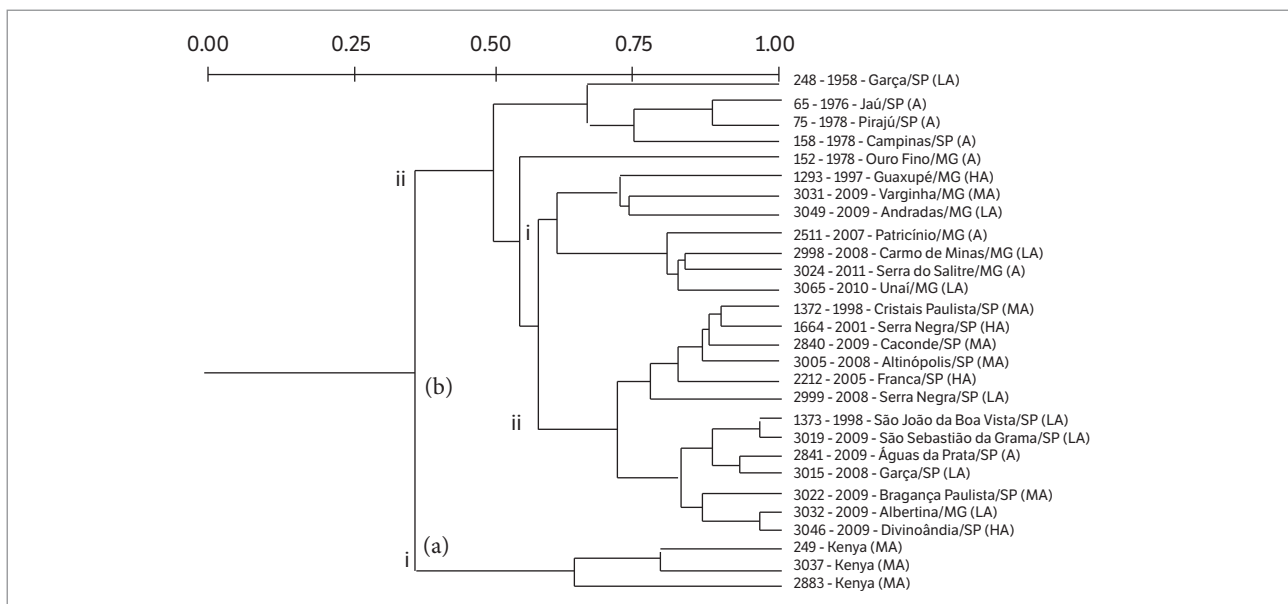 0.00 0.25 0.50 0.75 1.00
248 - 1958 - Garça/SP (LA)
65 - 1976 - Jaú/SP (A)
75 - 1978 - Pirajú/SP (A)
158 - 1978 - Campinas/SP (A)
152 - 1978 - Ouro Fino/MG (A)
1293 - 1997 - Guaxupé/MG (HA)
ii
3031 - 2009 - Varginha/MG (MA)
3049 - 2009 - Andradas/MG (LA)
i
2511 - 2007 - Patricínio/MG (A)
2998 - 2008 - Carmo de Minas/MG (LA)
3024 - 2011 - Serra do Salitre/MG (A)
3065 - 2010 - Unaí/MG (LA)
1372 - 1998 - Cristais Paulista/SP (MA)
1664 - 2001 - Serra Negra/SP (HA)
2840 - 2009 - Caconde/SP (MA)
3005 - 2008 - Altinópolis/SP (MA)
2212 - 2005 - Franca/SP (HA)
(b)
2999 - 2008 - Serra Negra/SP (LA)
1373 - 1998 - São João da Boa Vista/SP (LA)
ii
3019 - 2009 - São Sebastião da Grama/SP (LA)
2841 - 2009 - Águas da Prata/SP (A)
3015 - 2008 - Garça/SP (LA)
3022 - 2009 - Bragança Paulista/SP (MA)
3032 - 2009 - Albertina/MG (LA)
3046 - 2009 - Divinoândia/SP (HA)
(a)
249 - Kenya (MA)
i
3037 - Kenya (MA)
2883 - Kenya (MA)